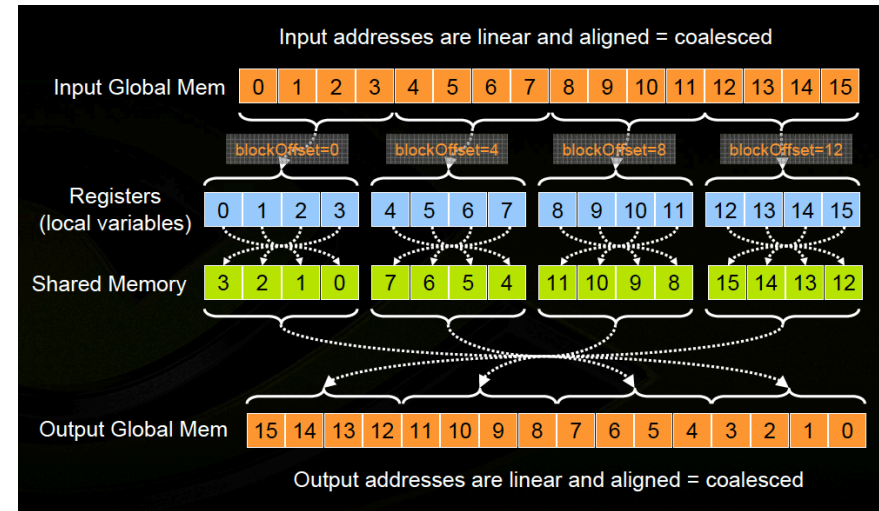 Input addresses are linear and aligned = coalesced
Input Global Mem 0 1 2 3 4 5 6 7 8 9 10 11 12 13 14 15
blockOffset=0 blockOffset=4 blockOffset=8 blockOffset=12
Registers
(local variables)
0 1 2 3 4 5 6 7 8 9 10 11 12 13 14 15
Shared Memory 3 2 1 0 7 6 5 4 11 10 9 8 15 14 13 12
Output Global Mem 15 14 13 12 11 10 9 8 7 6 5 4 3 2 1 0
Output addresses are linear and aligned = coalesced